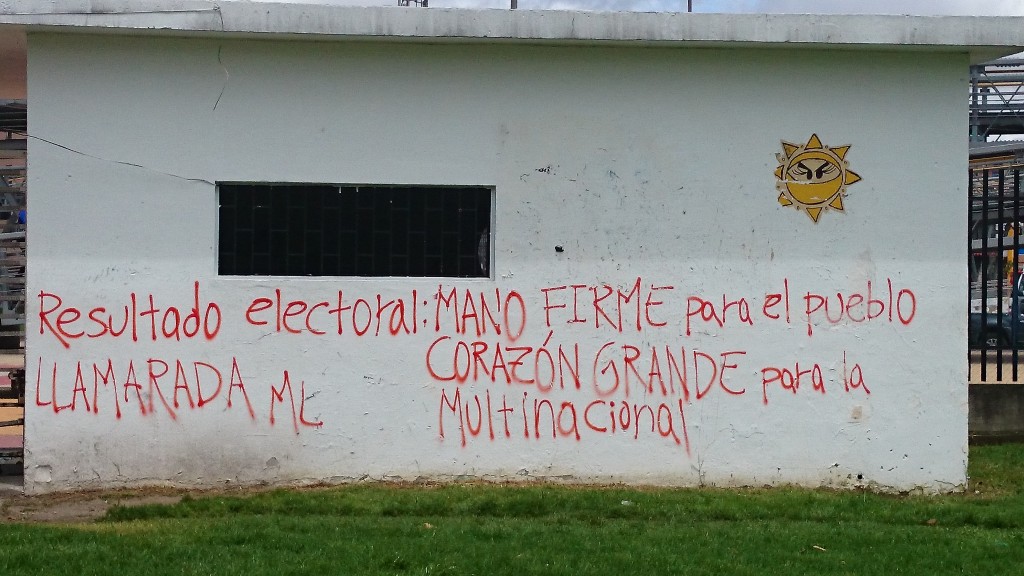 Resultado electoral: MANO FIRME para el pueblo
CORAZÓN GRANDE para la
Multinacional
LLAMARADA ML